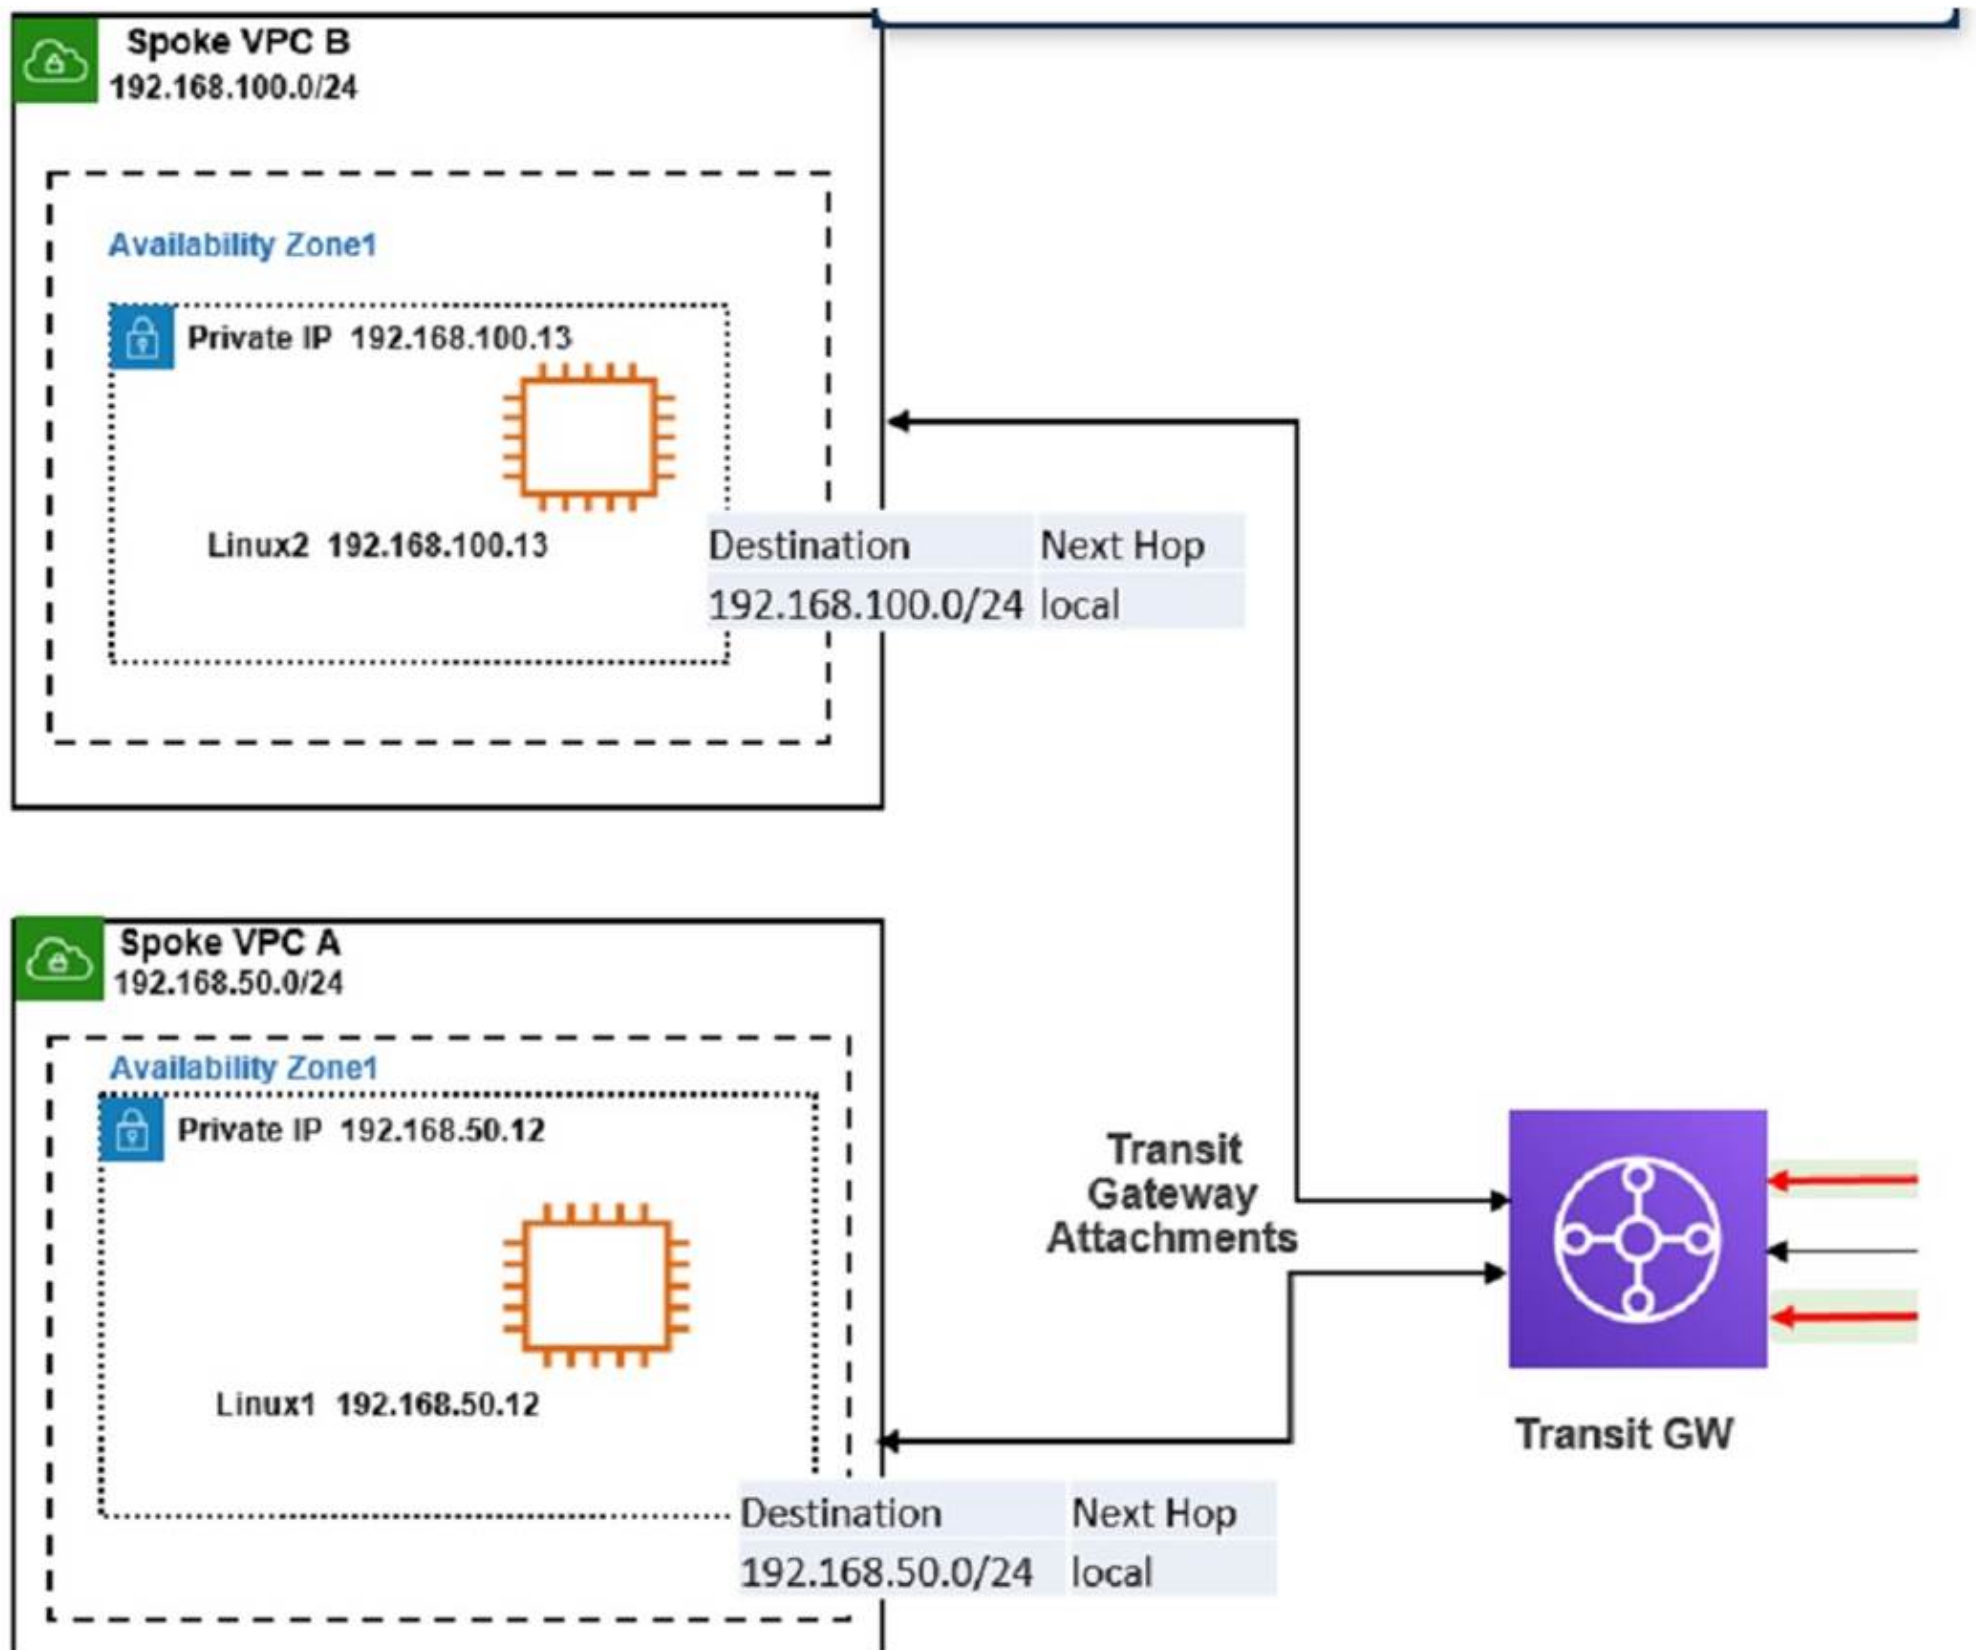 Spoke VPC B
192.168.100.0/24
Availability Zone1
Private IP 192.168.100.13
Linux2 192.168.100.13
Destination Next Hop
192.168.100.0/24 local
Spoke VPC A
192.168.50.0/24
Availability Zone1
Private IP 192.168.50.12
Linux1 192.168.50.12
Destination Next Hop
192.168.50.0/24 local
Transit
Gateway
Attachments
Transit GW